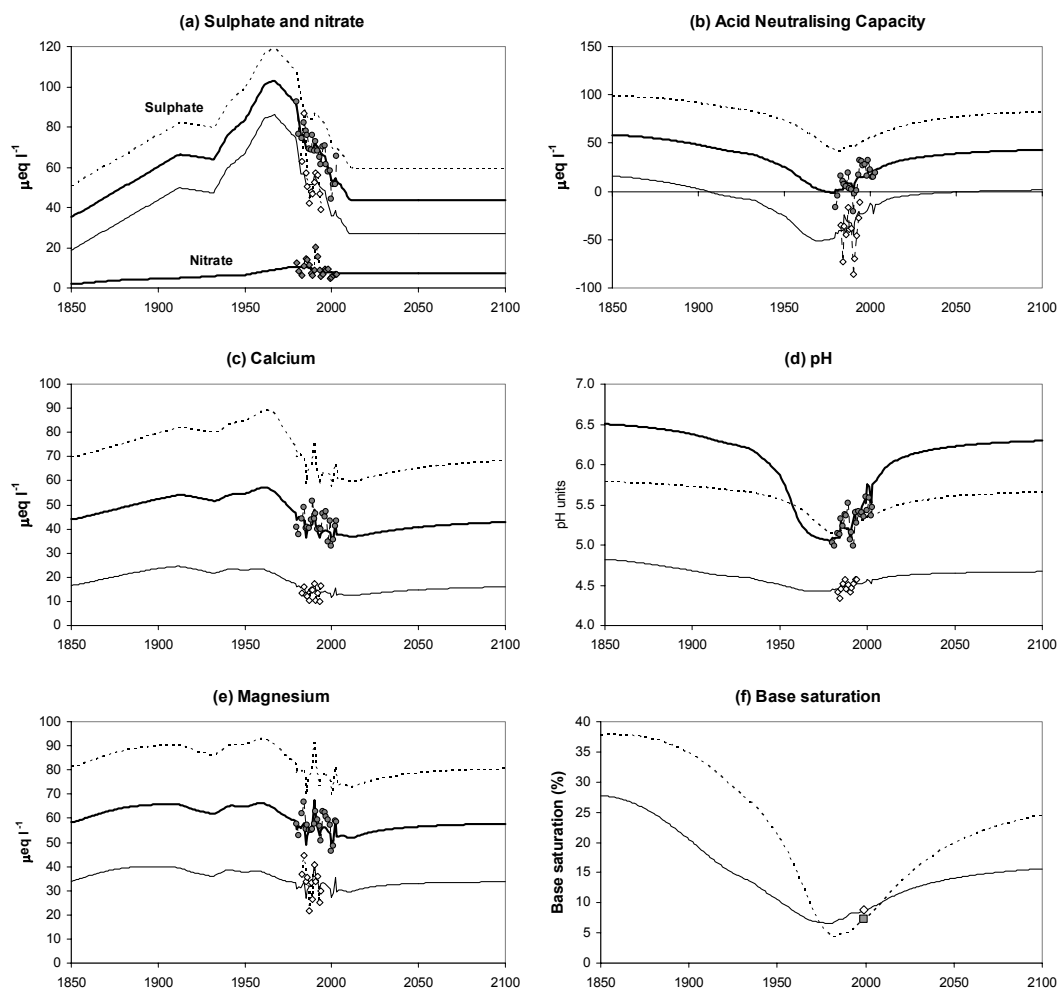 (a) Sulphate and nitrate
120
100
80
60
40
20
0
µeq l⁻¹
Sulphate
Nitrate
1850 1900 1950 2000 2050 2100
(b) Acid Neutralising Capacity
150
100
50
0
-50
-100
µeq l⁻¹
1850 1900 1950 2000 2050 2100
(c) Calcium
100
90
80
70
60
50
40
30
20
10
0
µeq l⁻¹
1850 1900 1950 2000 2050 2100
(d) pH
7.0
6.5
6.0
5.5
5.0
4.5
4.0
pH units
1850 1900 1950 2000 2050 2100
(e) Magnesium
100
90
80
70
60
50
40
30
20
10
0
µeq l⁻¹
1850 1900 1950 2000 2050 2100
(f) Base saturation
40
35
30
25
20
15
10
5
0
Base saturation (%)
1850 1900 1950 2000 2050 2100